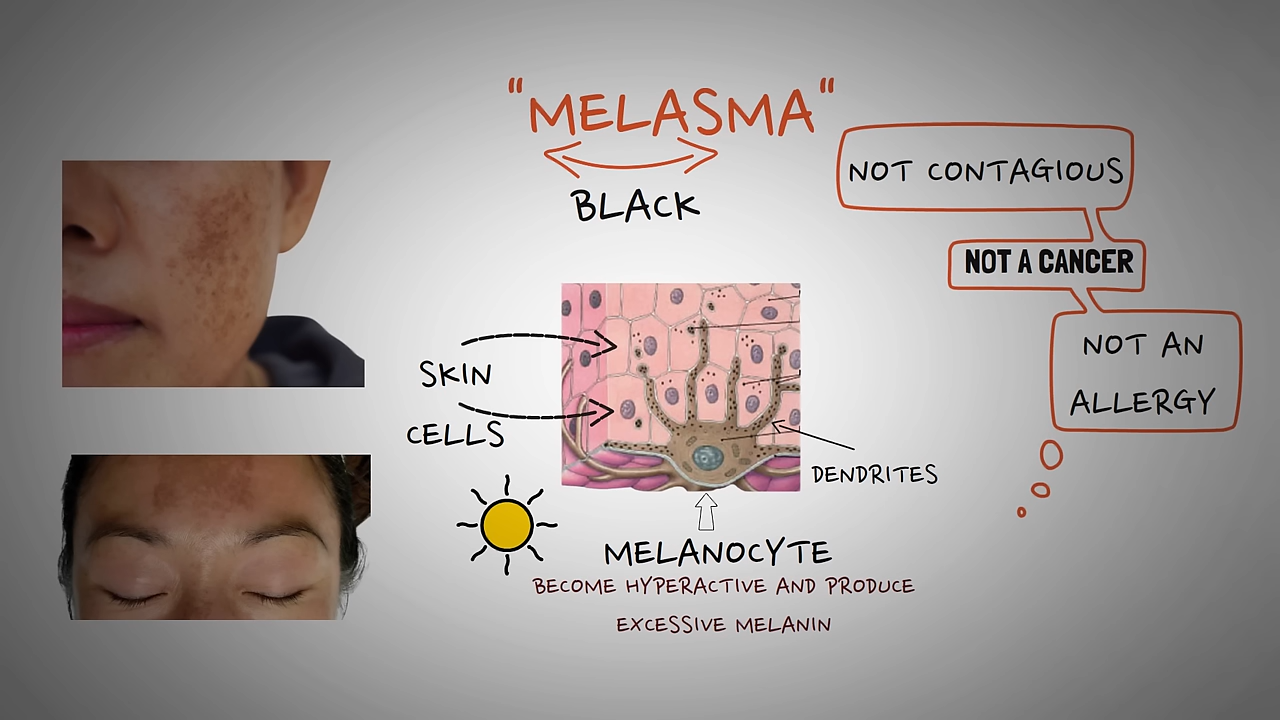 "MELASMA"
BLACK
NOT CONTAGIOUS
NOT A CANCER
NOT AN
ALLERGY
SKIN
CELLS
DENDRITES
MELANOCYTE
BECOME HYPERACTIVE AND PRODUCE
EXCESSIVE MELANIN